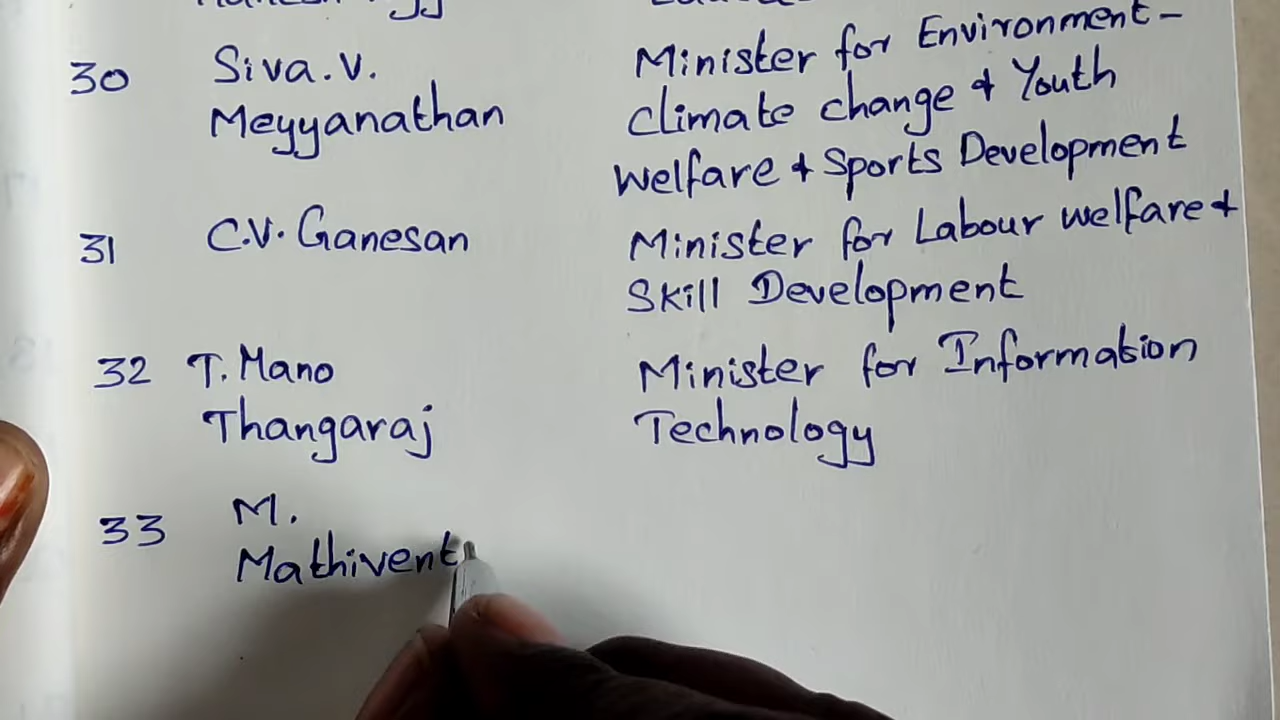 30 Siva. V. Minister for Environment -
Meyyanathan Climate change & Youth
Welfare & Sports Development
31 C.V. Ganesan Minister for Labour welfare &
Skill Development
32 T. Mano Minister for Information
Thangaraj Technology
33 M.
Mathivent